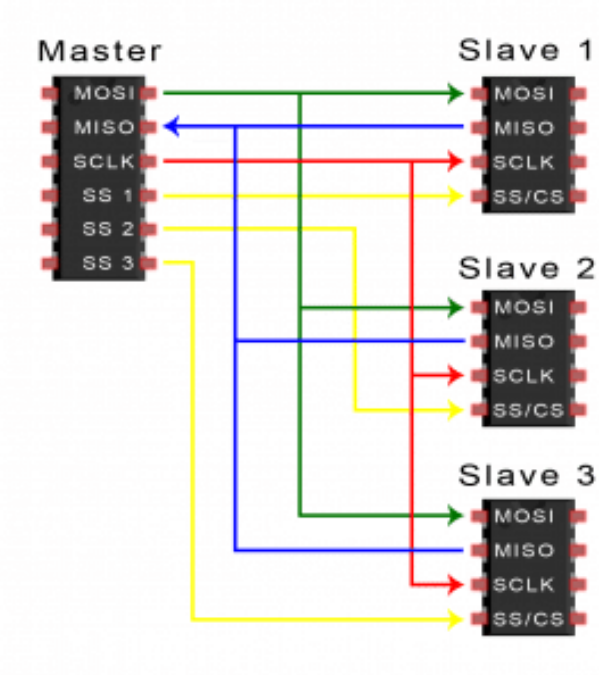 Master
MOSI
MISO
SCLK
SS 1
SS 2
SS 3
Slave 1
MOSI
MISO
SCLK
SS/CS
Slave 2
MOSI
MISO
SCLK
SS/CS
Slave 3
MOSI
MISO
SCLK
SS/CS